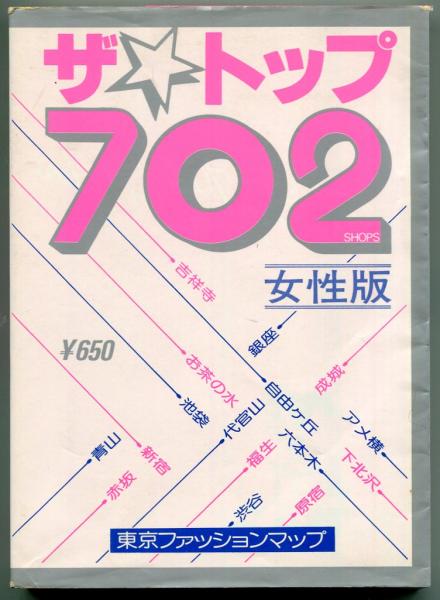 ザ☆トップ
702
SHOPS
女性版
吉祥寺
銀座
¥650
お茶の水
成城
池袋
自由ヶ丘
代官山
アメ横
青山
新宿
福生
六本木
下北沢
赤坂
渋谷
原宿
東京ファッションマップ